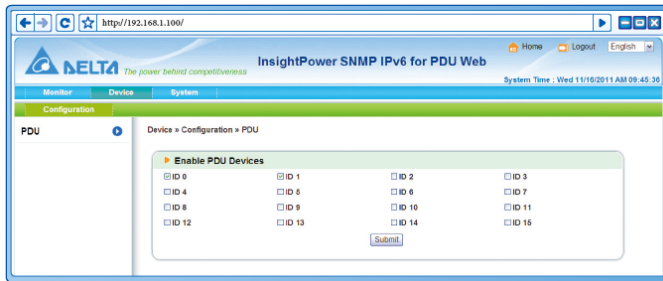 http://192.168.1.100/
Home Logout English
DELTA The power behind competitiveness InsightPower SNMP IPv6 for PDU Web
System Time : Wed 11/16/2011 AM 09:45:36
Monitor Device System
Configuration
PDU Device » Configuration » PDU
Enable PDU Devices
ID 0 ID 1 ID 2 ID 3
ID 4 ID 5 ID 6 ID 7
ID 8 ID 9 ID 10 ID 11
ID 12 ID 13 ID 14 ID 15
Submit